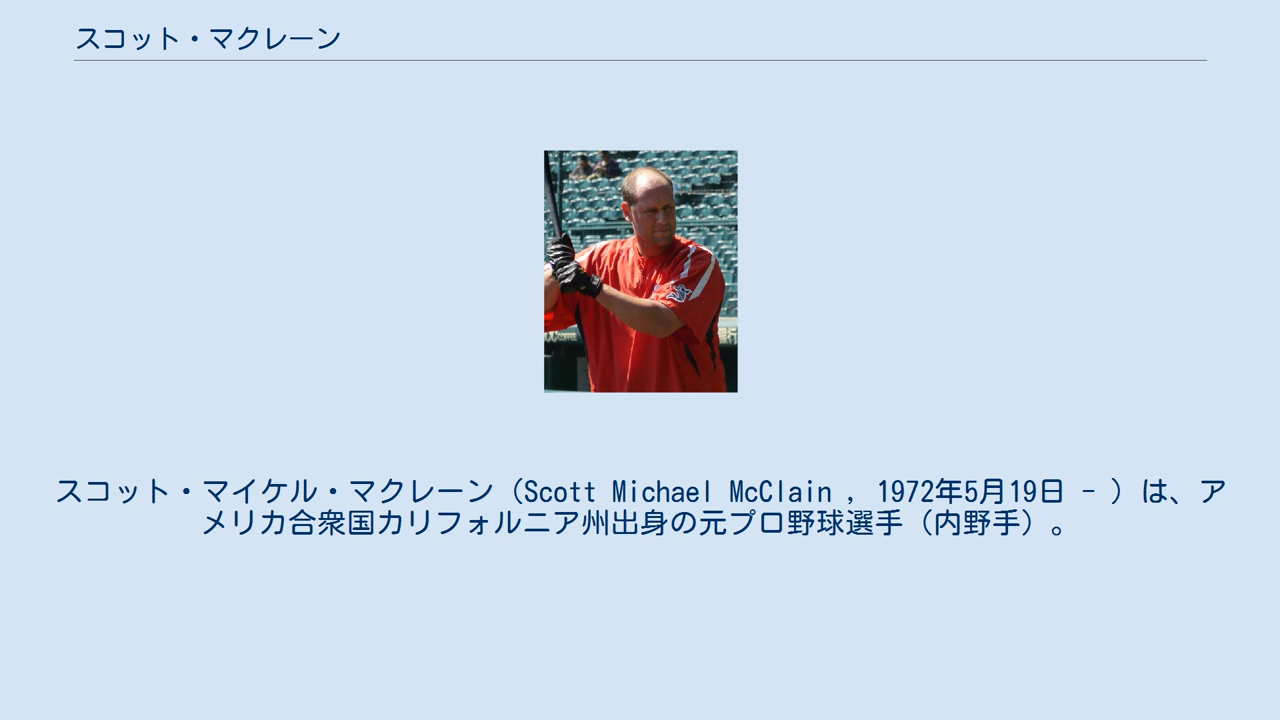 スコット・マクレーン
スコット・マイケル・マクレーン（Scott Michael McClain , 1972年5月19日 - ）は、ア
メリカ合衆国カリフォルニア州出身の元プロ野球選手（内野手）。